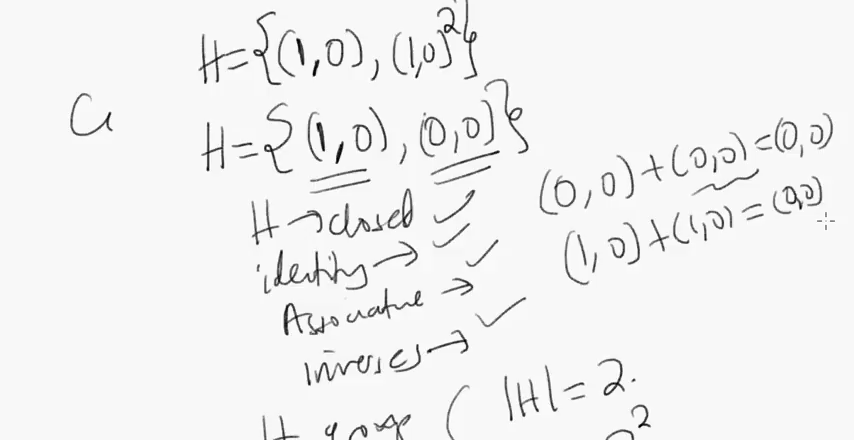 H={(1,0), (1,0)²}
G
H={(1,0), (0,0)}
H → closed ✓
identity → ✓
Associative → ✓
inverses → ✓
(0,0)+(0,0)=(0,0)
(1,0)+(1,0)=(0,0)
H group ( |H|=2.
2